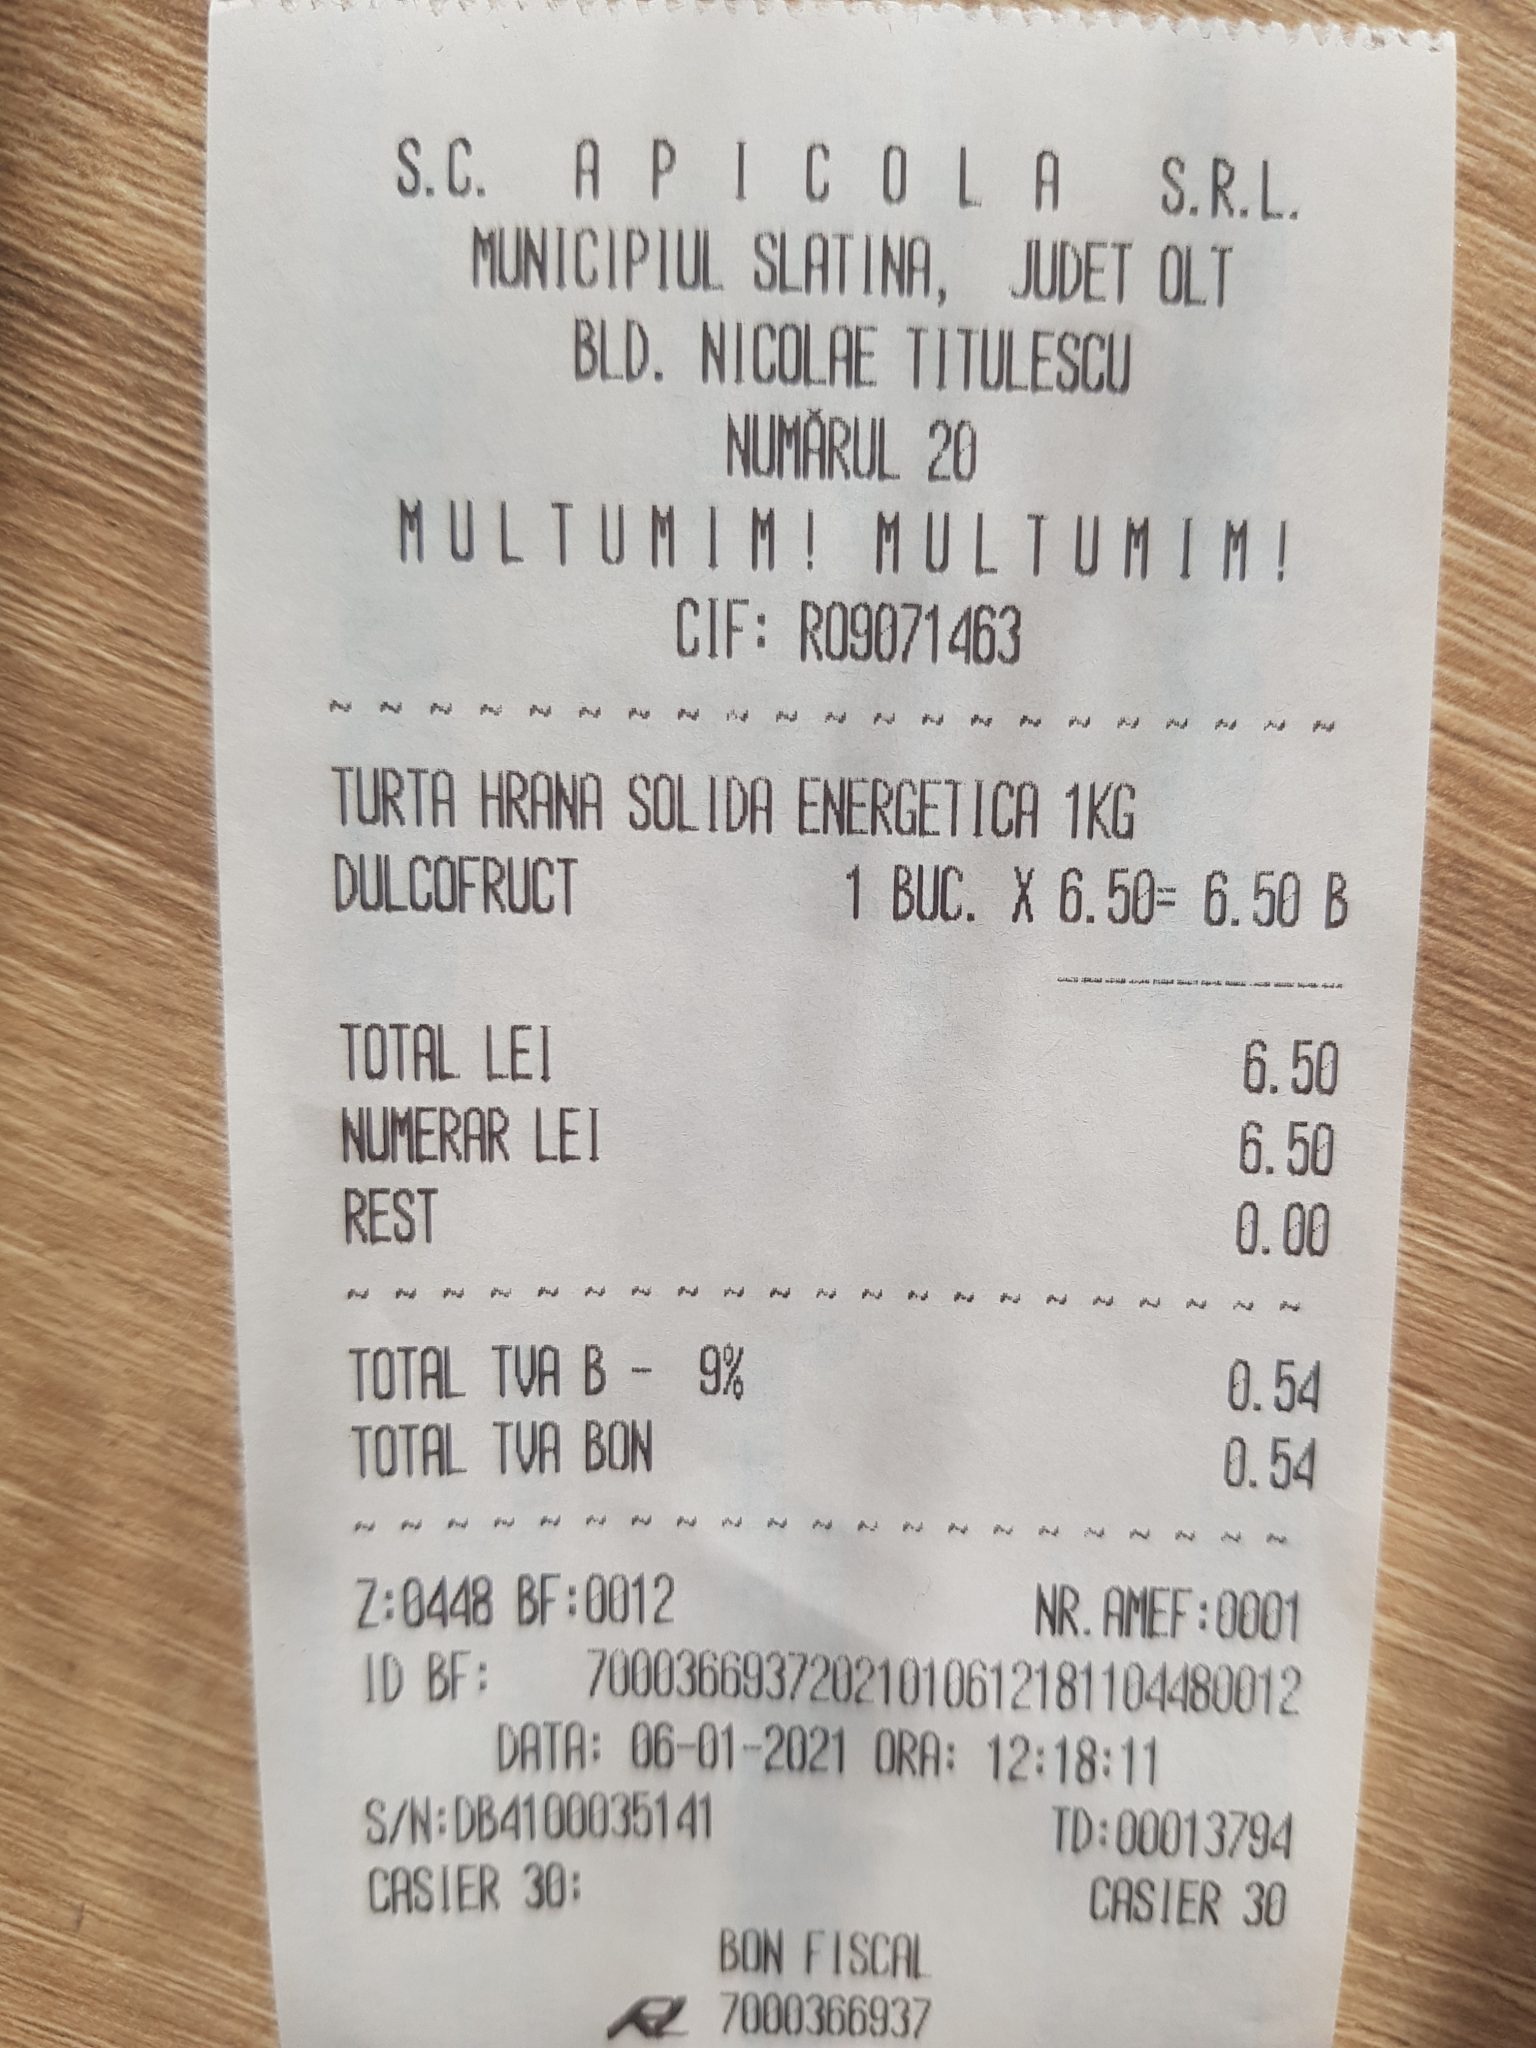 S.C. A P I C O L A S.R.L.
MUNICIPIUL SLATINA, JUDET OLT
BLD. NICOLAE TITULESCU
NUMĂRUL 20
M U L T U M I M ! M U L T U M I M !
CIF: RO9071463
~ ~ ~ ~ ~ ~ ~ ~ ~ ~ ~ ~ ~ ~ ~ ~ ~ ~ ~ ~ ~
TURTA HRANA SOLIDA ENERGETICA 1KG
DULCOFRUCT 1 BUC. X 6.50= 6.50 B
TOTAL LEI 6.50
NUMERAR LEI 6.50
REST 0.00
~ ~ ~ ~ ~ ~ ~ ~ ~ ~ ~ ~ ~ ~ ~ ~ ~ ~ ~ ~ ~
TOTAL TVA B - 9% 0.54
TOTAL TVA BON 0.54
~ ~ ~ ~ ~ ~ ~ ~ ~ ~ ~ ~ ~ ~ ~ ~ ~ ~ ~ ~ ~
Z:0448 BF:0012 NR.AMEF:0001
ID BF: 7000366937202101061218110448​0012
DATA: 06-01-2021 ORA: 12:18:11
S/N:DB4100035141 TD:00013794
CASIER 30: CASIER 30
BON FISCAL
7000366937